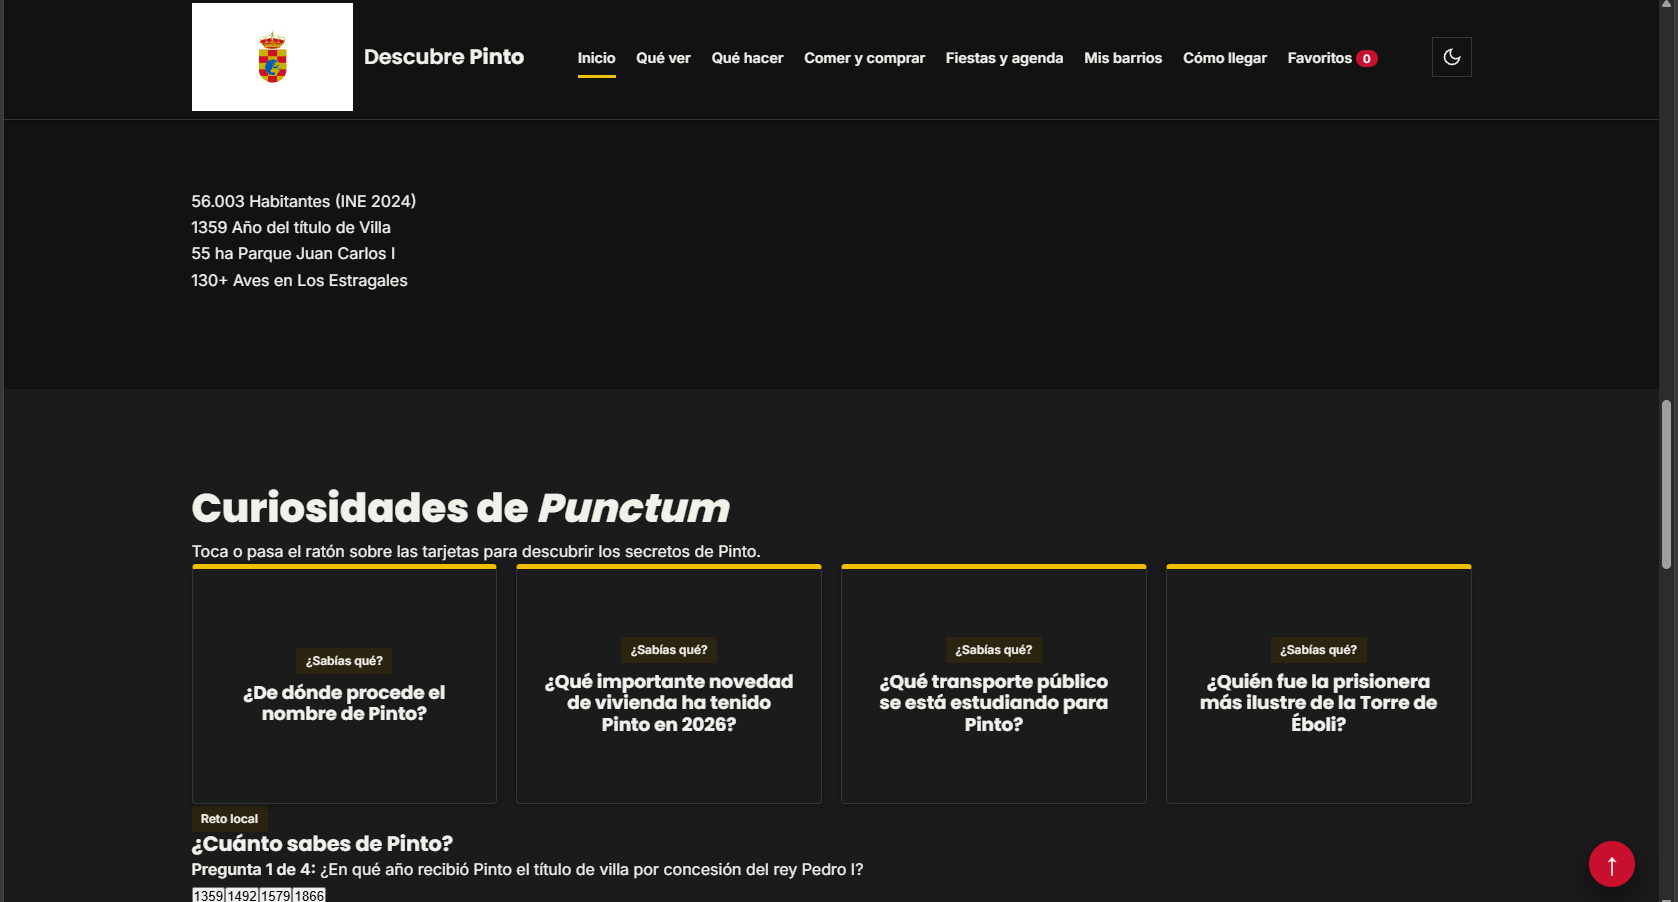 Descubre Pinto
Inicio
Qué ver
Qué hacer
Comer y comprar
Fiestas y agenda
Mis barrios
Cómo llegar
Favoritos 0
56.003 Habitantes (INE 2024)
1359 Año del título de Villa
55 ha Parque Juan Carlos I
130+ Aves en Los Estragales
Curiosidades de Punctum
Toca o pasa el ratón sobre las tarjetas para descubrir los secretos de Pinto.
¿Sabías qué?
¿De dónde procede el
nombre de Pinto?
¿Sabías qué?
¿Qué importante novedad
de vivienda ha tenido
Pinto en 2026?
¿Sabías qué?
¿Qué transporte público
se está estudiando para
Pinto?
¿Sabías qué?
¿Quién fue la prisionera
más ilustre de la Torre de
Éboli?
Reto local
¿Cuánto sabes de Pinto?
Pregunta 1 de 4: ¿En qué año recibió Pinto el título de villa por concesión del rey Pedro I?
1359 1492 1579 1866
↑